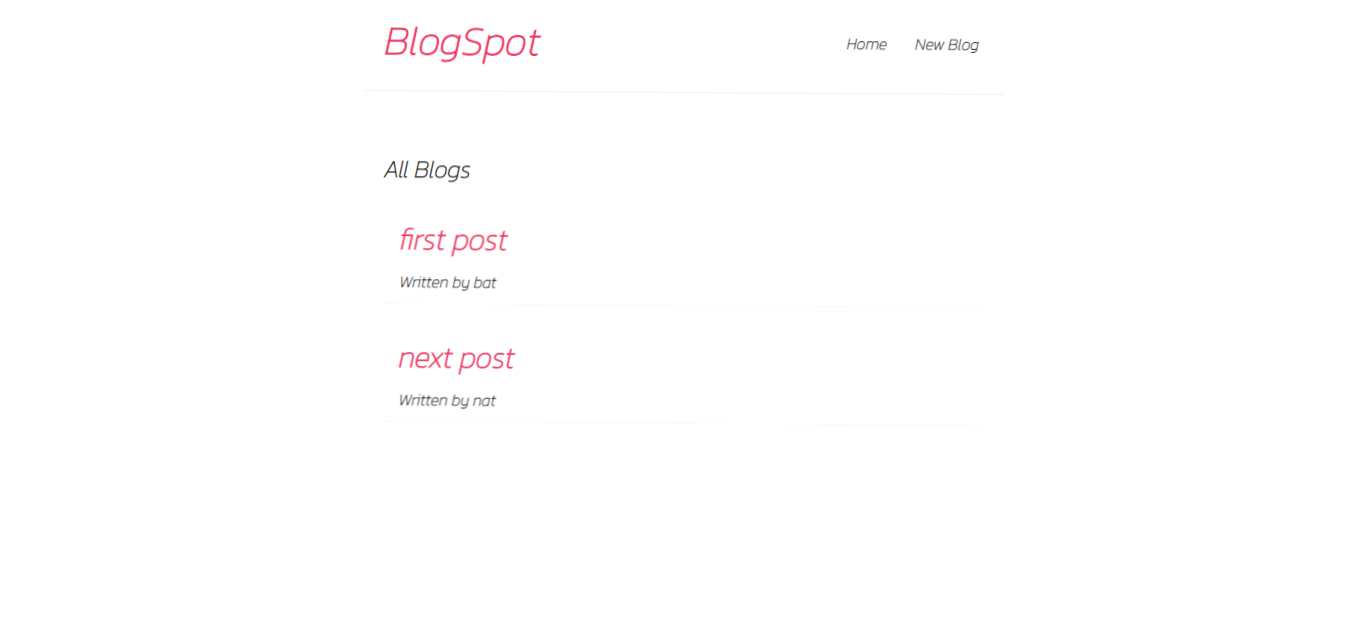 BlogSpot
Home New Blog
All Blogs
first post
Written by bat
next post
Written by nat